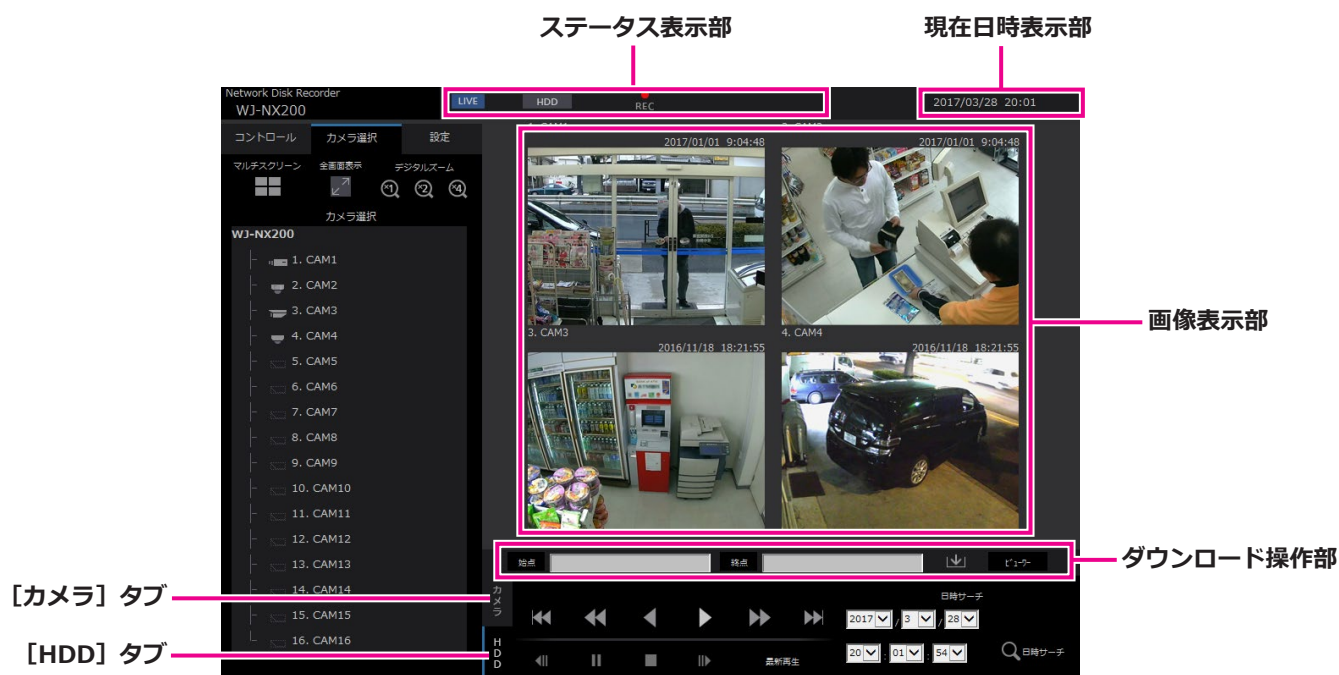 ステータス表示部
現在日時表示部
Network Disk Recorder
WJ-NX200
LIVE
HDD
REC
2017/03/28 20:01
コントロール
カメラ選択
設定
マルチスクリーン
全画面表示
デジタルズーム
×1
×2
×4
カメラ選択
WJ-NX200
1. CAM1
2. CAM2
3. CAM3
4. CAM4
5. CAM5
6. CAM6
7. CAM7
8. CAM8
9. CAM9
10. CAM10
11. CAM11
12. CAM12
13. CAM13
14. CAM14
15. CAM15
16. CAM16
2017/01/01 9:04:48
2017/01/01 9:04:48
3. CAM3
2016/11/18 18:21:55
4. CAM4
2016/11/18 18:21:55
画像表示部
始点
終点
ﾋﾞｭｰｱｰ
ダウンロード操作部
［カメラ］タブ
カメラ
［HDD］タブ
HDD
最新再生
日時サーチ
2017 / 3 / 28
20 : 01 : 54
日時サーチ